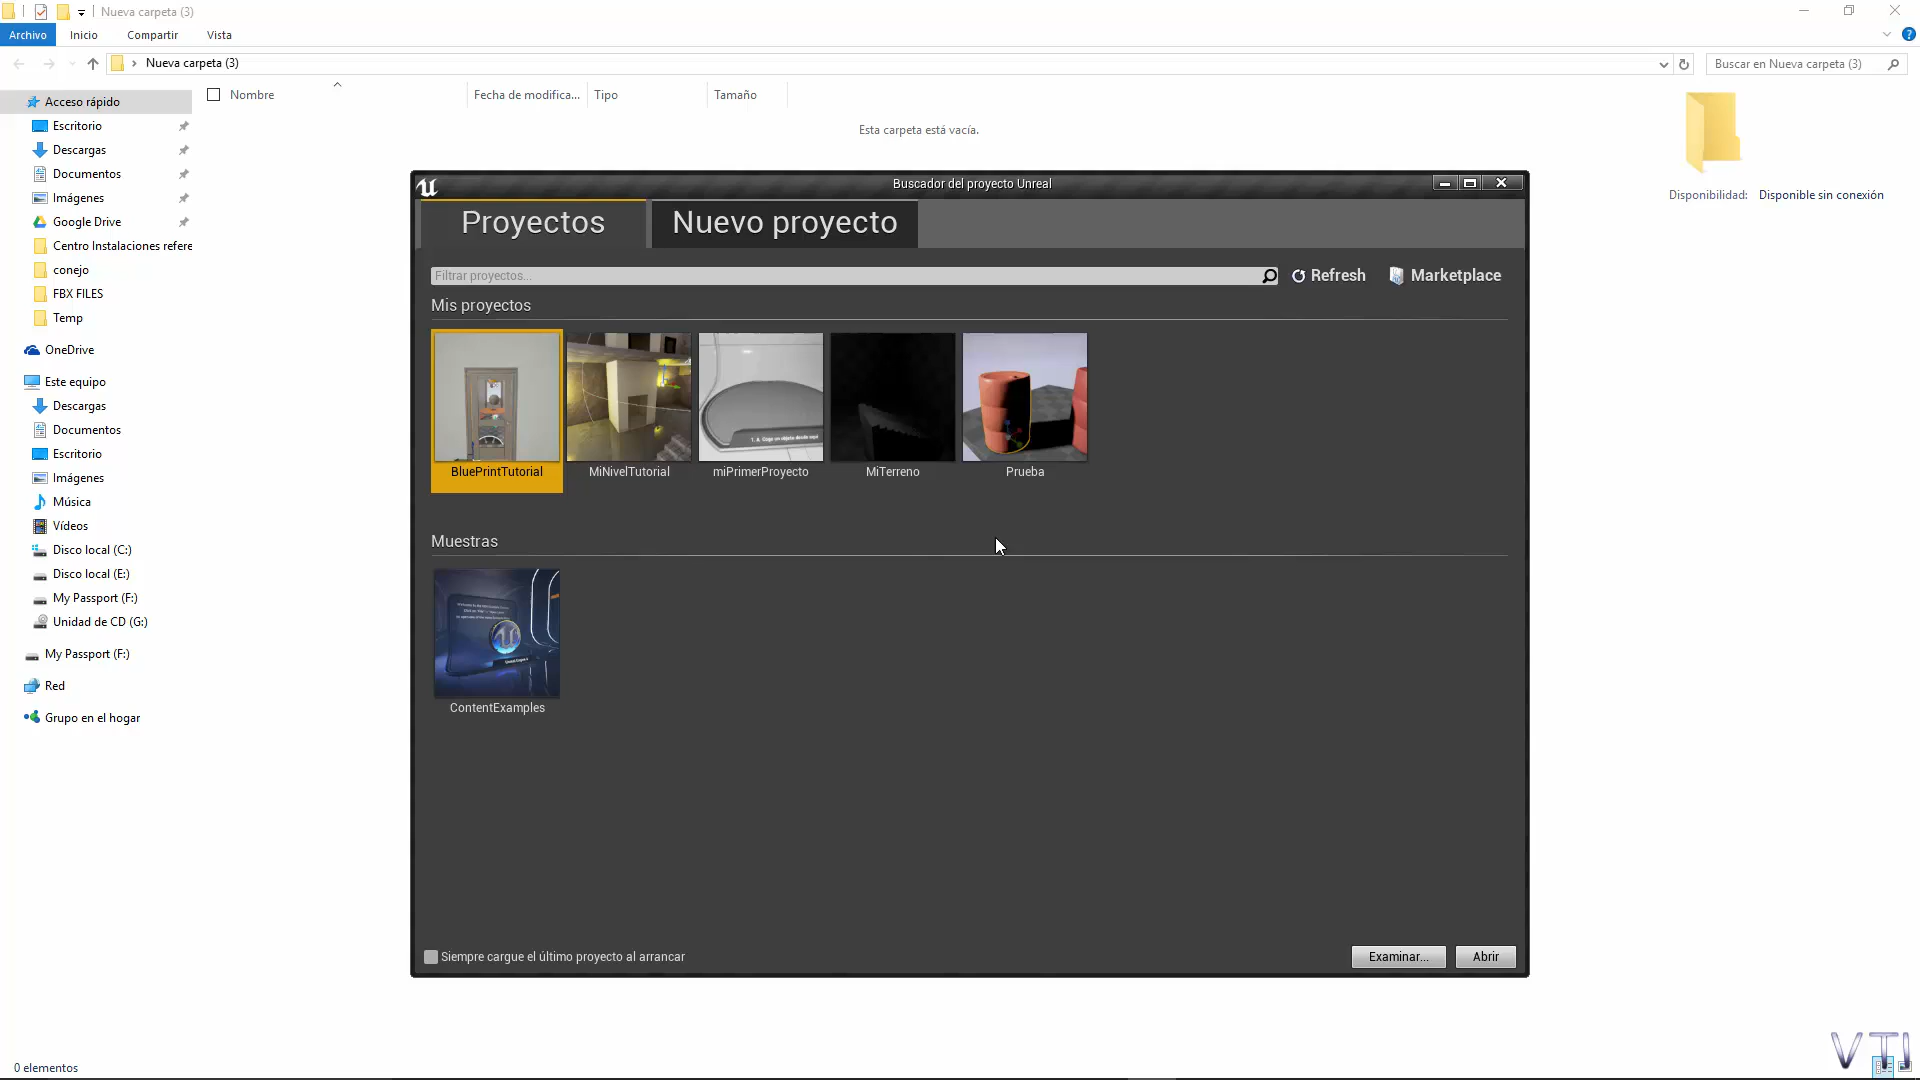 Nueva carpeta (3)
Archivo Inicio Compartir Vista
Nueva carpeta (3)
Buscar en Nueva carpeta (3)
Nombre Fecha de modifica... Tipo Tamaño
Esta carpeta está vacía.
Acceso rápido
Escritorio
Descargas
Documentos
Imágenes
Google Drive
Centro Instalaciones refere
conejo
FBX FILES
Temp
OneDrive
Este equipo
Descargas
Documentos
Escritorio
Imágenes
Música
Vídeos
Disco local (C:)
Disco local (E:)
My Passport (F:)
Unidad de CD (G:)
My Passport (F:)
Red
Grupo en el hogar
0 elementos
Disponibilidad: Disponible sin conexión
Buscador del proyecto Unreal
Proyectos Nuevo proyecto
Filtrar proyectos... Refresh Marketplace
Mis proyectos
BluePrintTutorial MiNivelTutorial miPrimerProyecto MiTerreno Prueba
Muestras
ContentExamples
Siempre cargue el último proyecto al arrancar
Examinar... Abrir
VTI